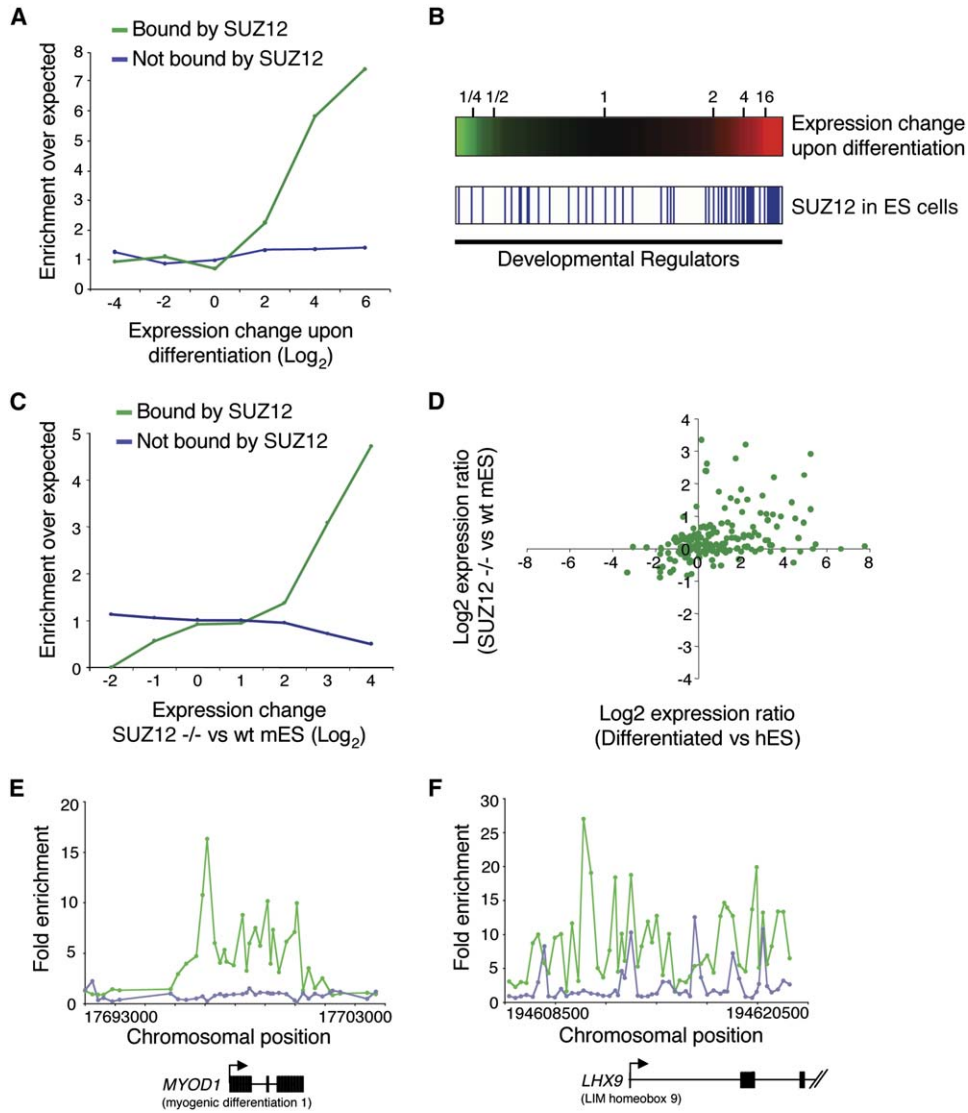 A
Bound by SUZ12
Not bound by SUZ12
8
7
6
5
4
3
2
1
0
Enrichment over expected
-4 -2 0 2 4 6
Expression change upon
differentiation (Log2)
B
1/4 1/2 1 2 4 16
Expression change
upon differentiation
SUZ12 in ES cells
Developmental Regulators
C
Bound by SUZ12
Not bound by SUZ12
5
4
3
2
1
0
Enrichment over expected
-2 -1 0 1 2 3 4
Expression change
SUZ12 -/- vs wt mES (Log2)
D
4
3
2
1
0
-1
-2
-3
-4
Log2 expression ratio
(SUZ12 -/- vs wt mES)
-8 -6 -4 -2 0 2 4 6 8
Log2 expression ratio
(Differentiated vs hES)
E
20
15
10
5
0
Fold enrichment
17693000 17703000
Chromosomal position
MYOD1
(myogenic differentiation 1)
F
30
25
20
15
10
5
0
Fold enrichment
194608500 194620500
Chromosomal position
LHX9
(LIM homeobox 9)